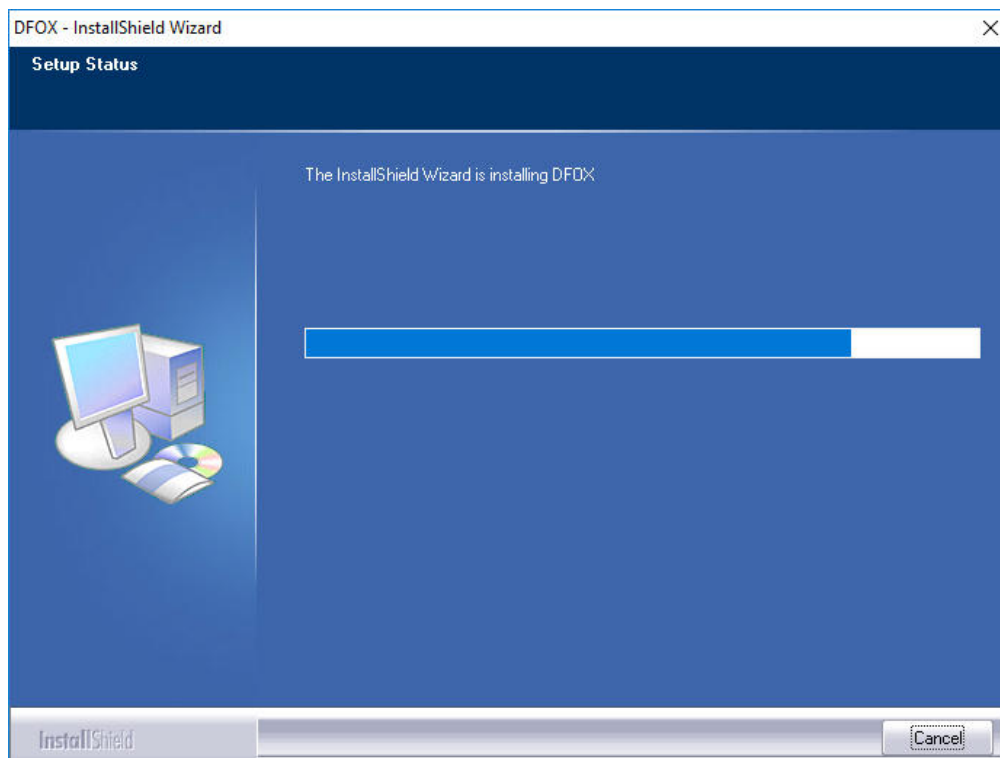 DFOX - InstallShield Wizard
Setup Status
The InstallShield Wizard is installing DFOX
InstallShield
Cancel